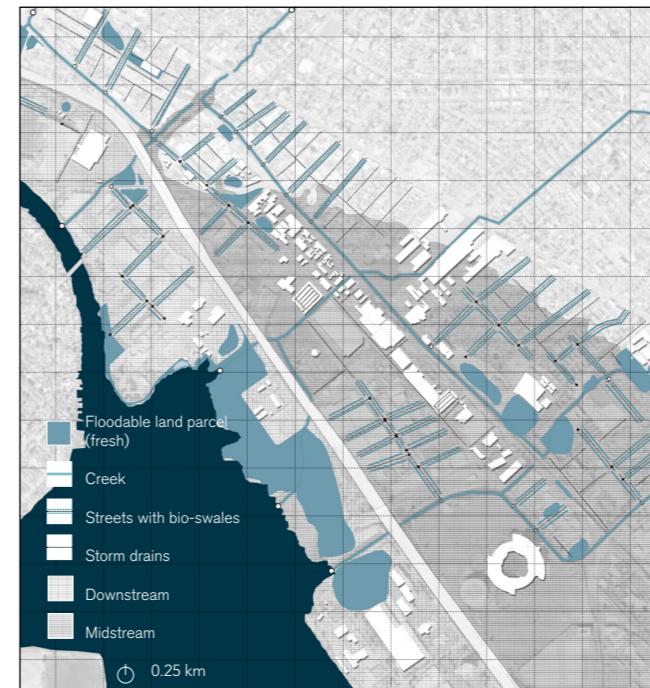 Floodable land parcel
(fresh)
Creek
Streets with bio-swales
Storm drains
Downstream
Midstream
0.25 km